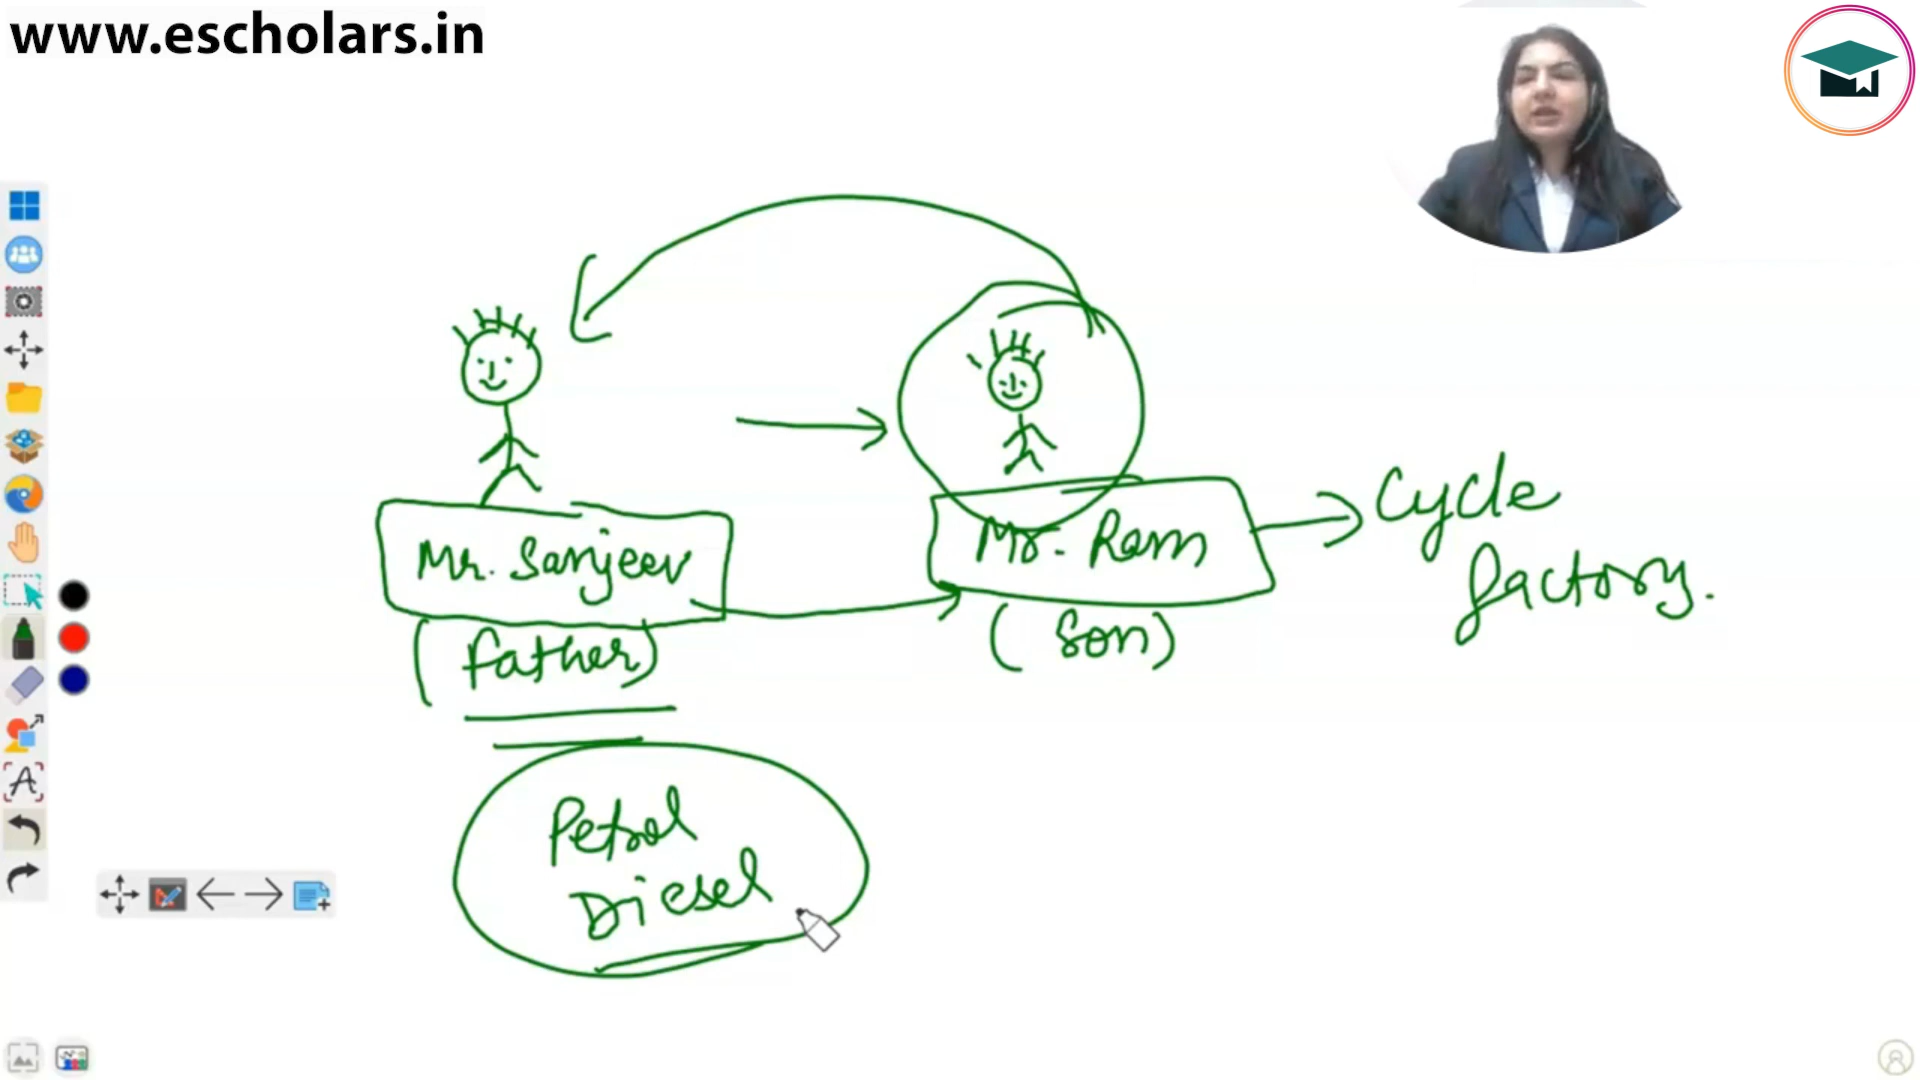 www.escholars.in
Mr. Sanjeev
(father)
Mr. Ram
(Son)
Cycle
factory.
Petrol
Diesel